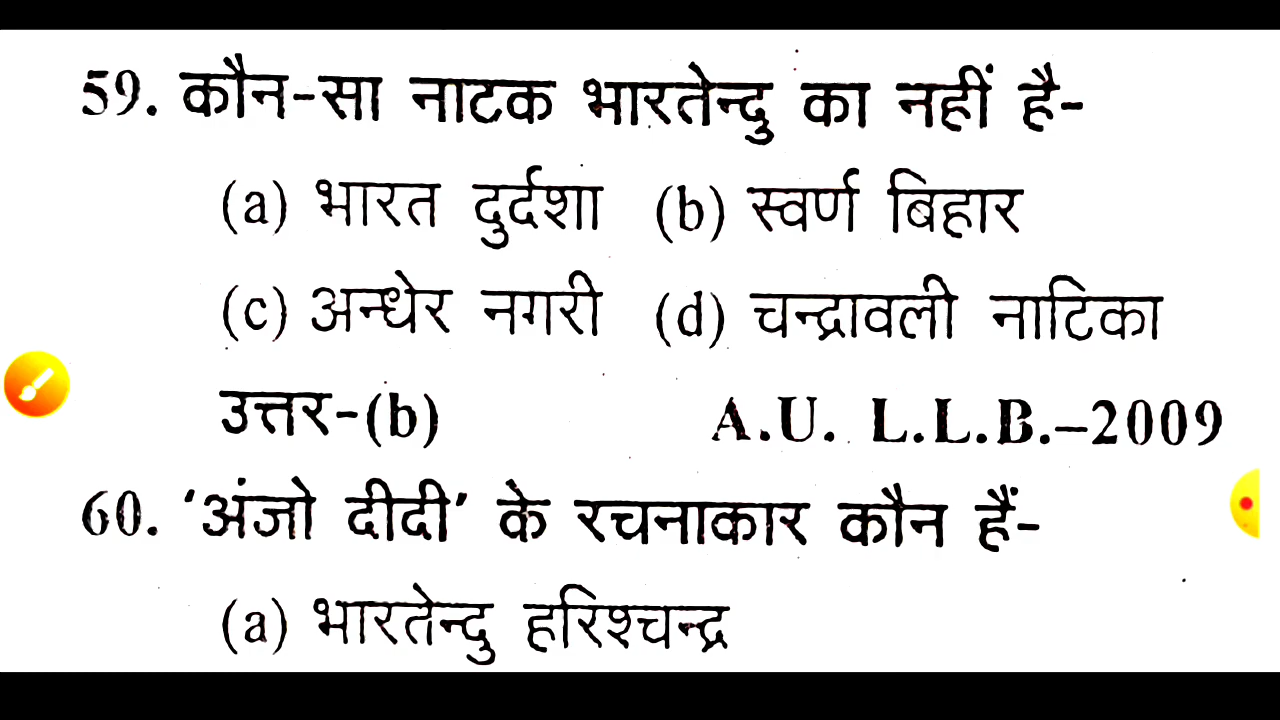 59. कौन-सा नाटक भारतेन्दु का नहीं है-
(a) भारत दुर्दशा (b) स्वर्ण बिहार
(c) अन्धेर नगरी (d) चन्द्रावली नाटिका
उत्तर-(b) A.U. L.L.B.–2009
60. ‘अंजो दीदी’ के रचनाकार कौन हैं-
(a) भारतेन्दु हरिश्चन्द्र